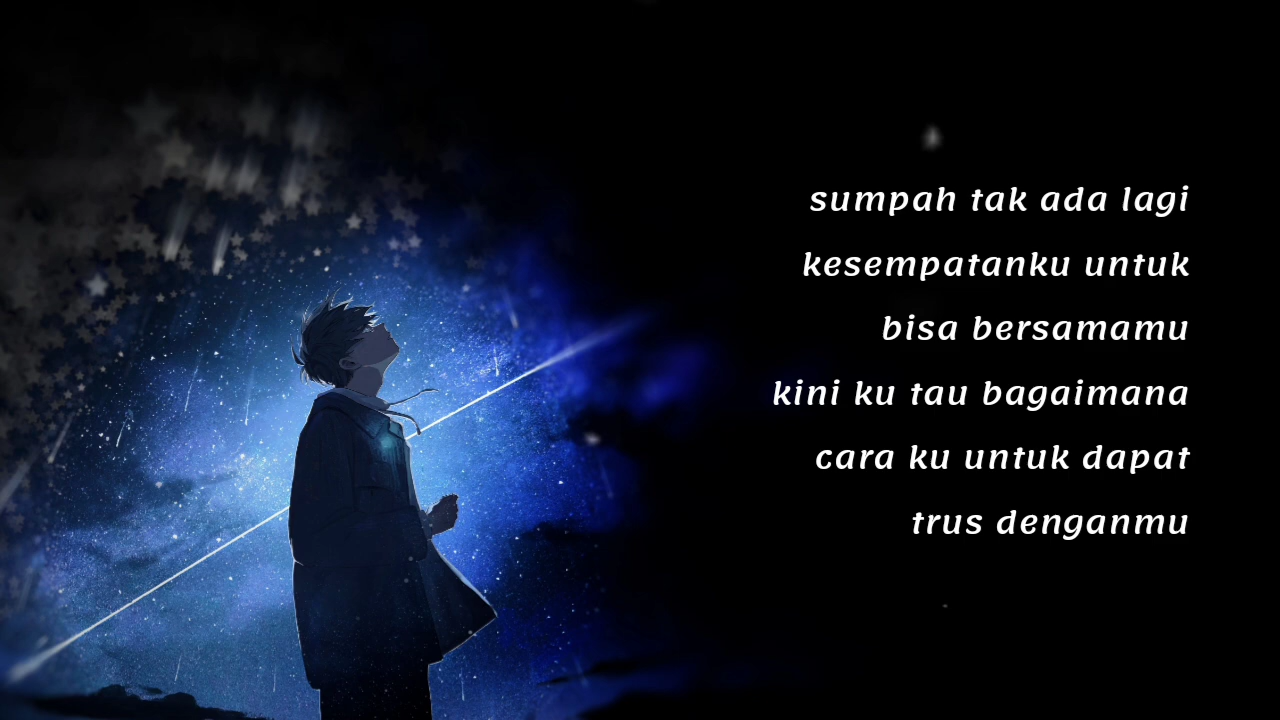 sumpah tak ada lagi
kesempatanku untuk
bisa bersamamu
kini ku tau bagaimana
cara ku untuk dapat
trus denganmu